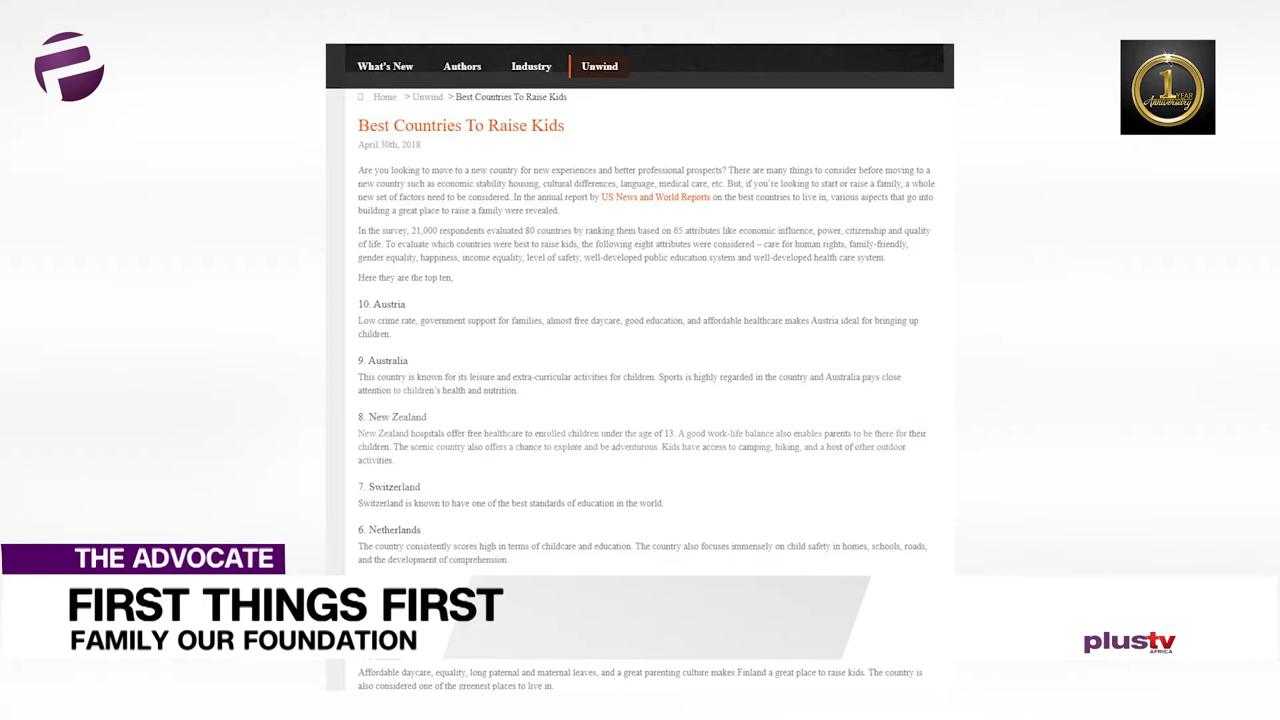 1
YEAR
Anniversary
What's New Authors Industry Unwind
Home > Unwind > Best Countries To Raise Kids
Best Countries To Raise Kids
April 30th, 2018
Are you looking to move to a new country for new experiences and better professional prospects? There are many things to consider before moving to a
new country such as economic stability housing, cultural differences, language, medical care, etc. But, if you're looking to start or raise a family, a whole
new set of factors need to be considered. In the annual report by US News and World Reports on the best countries to live in, various aspects that go into
building a great place to raise a family were revealed.
In the survey, 21,000 respondents evaluated 80 countries by ranking them based on 65 attributes like economic influence, power, citizenship and quality
of life. To evaluate which countries were best to raise kids, the following eight attributes were considered – care for human rights, family-friendly,
gender equality, happiness, income equality, level of safety, well-developed public education system and well-developed health care system.
Here they are the top ten,
10. Austria
Low crime rate, government support for families, almost free daycare, good education, and affordable healthcare makes Austria ideal for bringing up
children.
9. Australia
This country is known for its leisure and extra-curricular activities for children. Sports is highly regarded in the country and Australia pays close
attention to children's health and nutrition.
8. New Zealand
New Zealand hospitals offer free healthcare to enrolled children under the age of 13. A good work-life balance also enables parents to be there for their
children. The scenic country also offers a chance to explore and be adventurous. Kids have access to camping, hiking, and a host of other outdoor
activities.
7. Switzerland
Switzerland is known to have one of the best standards of education in the world.
6. Netherlands
The country consistently scores high in terms of childcare and education. The country also focuses immensely on child safety in homes, schools, roads,
and the development of comprehension.
THE ADVOCATE
FIRST THINGS FIRST
FAMILY OUR FOUNDATION
plustv
AFRICA
Affordable daycare, equality, long paternal and maternal leaves, and a great parenting culture makes Finland a great place to raise kids. The country is
also considered one of the greenest places to live in.